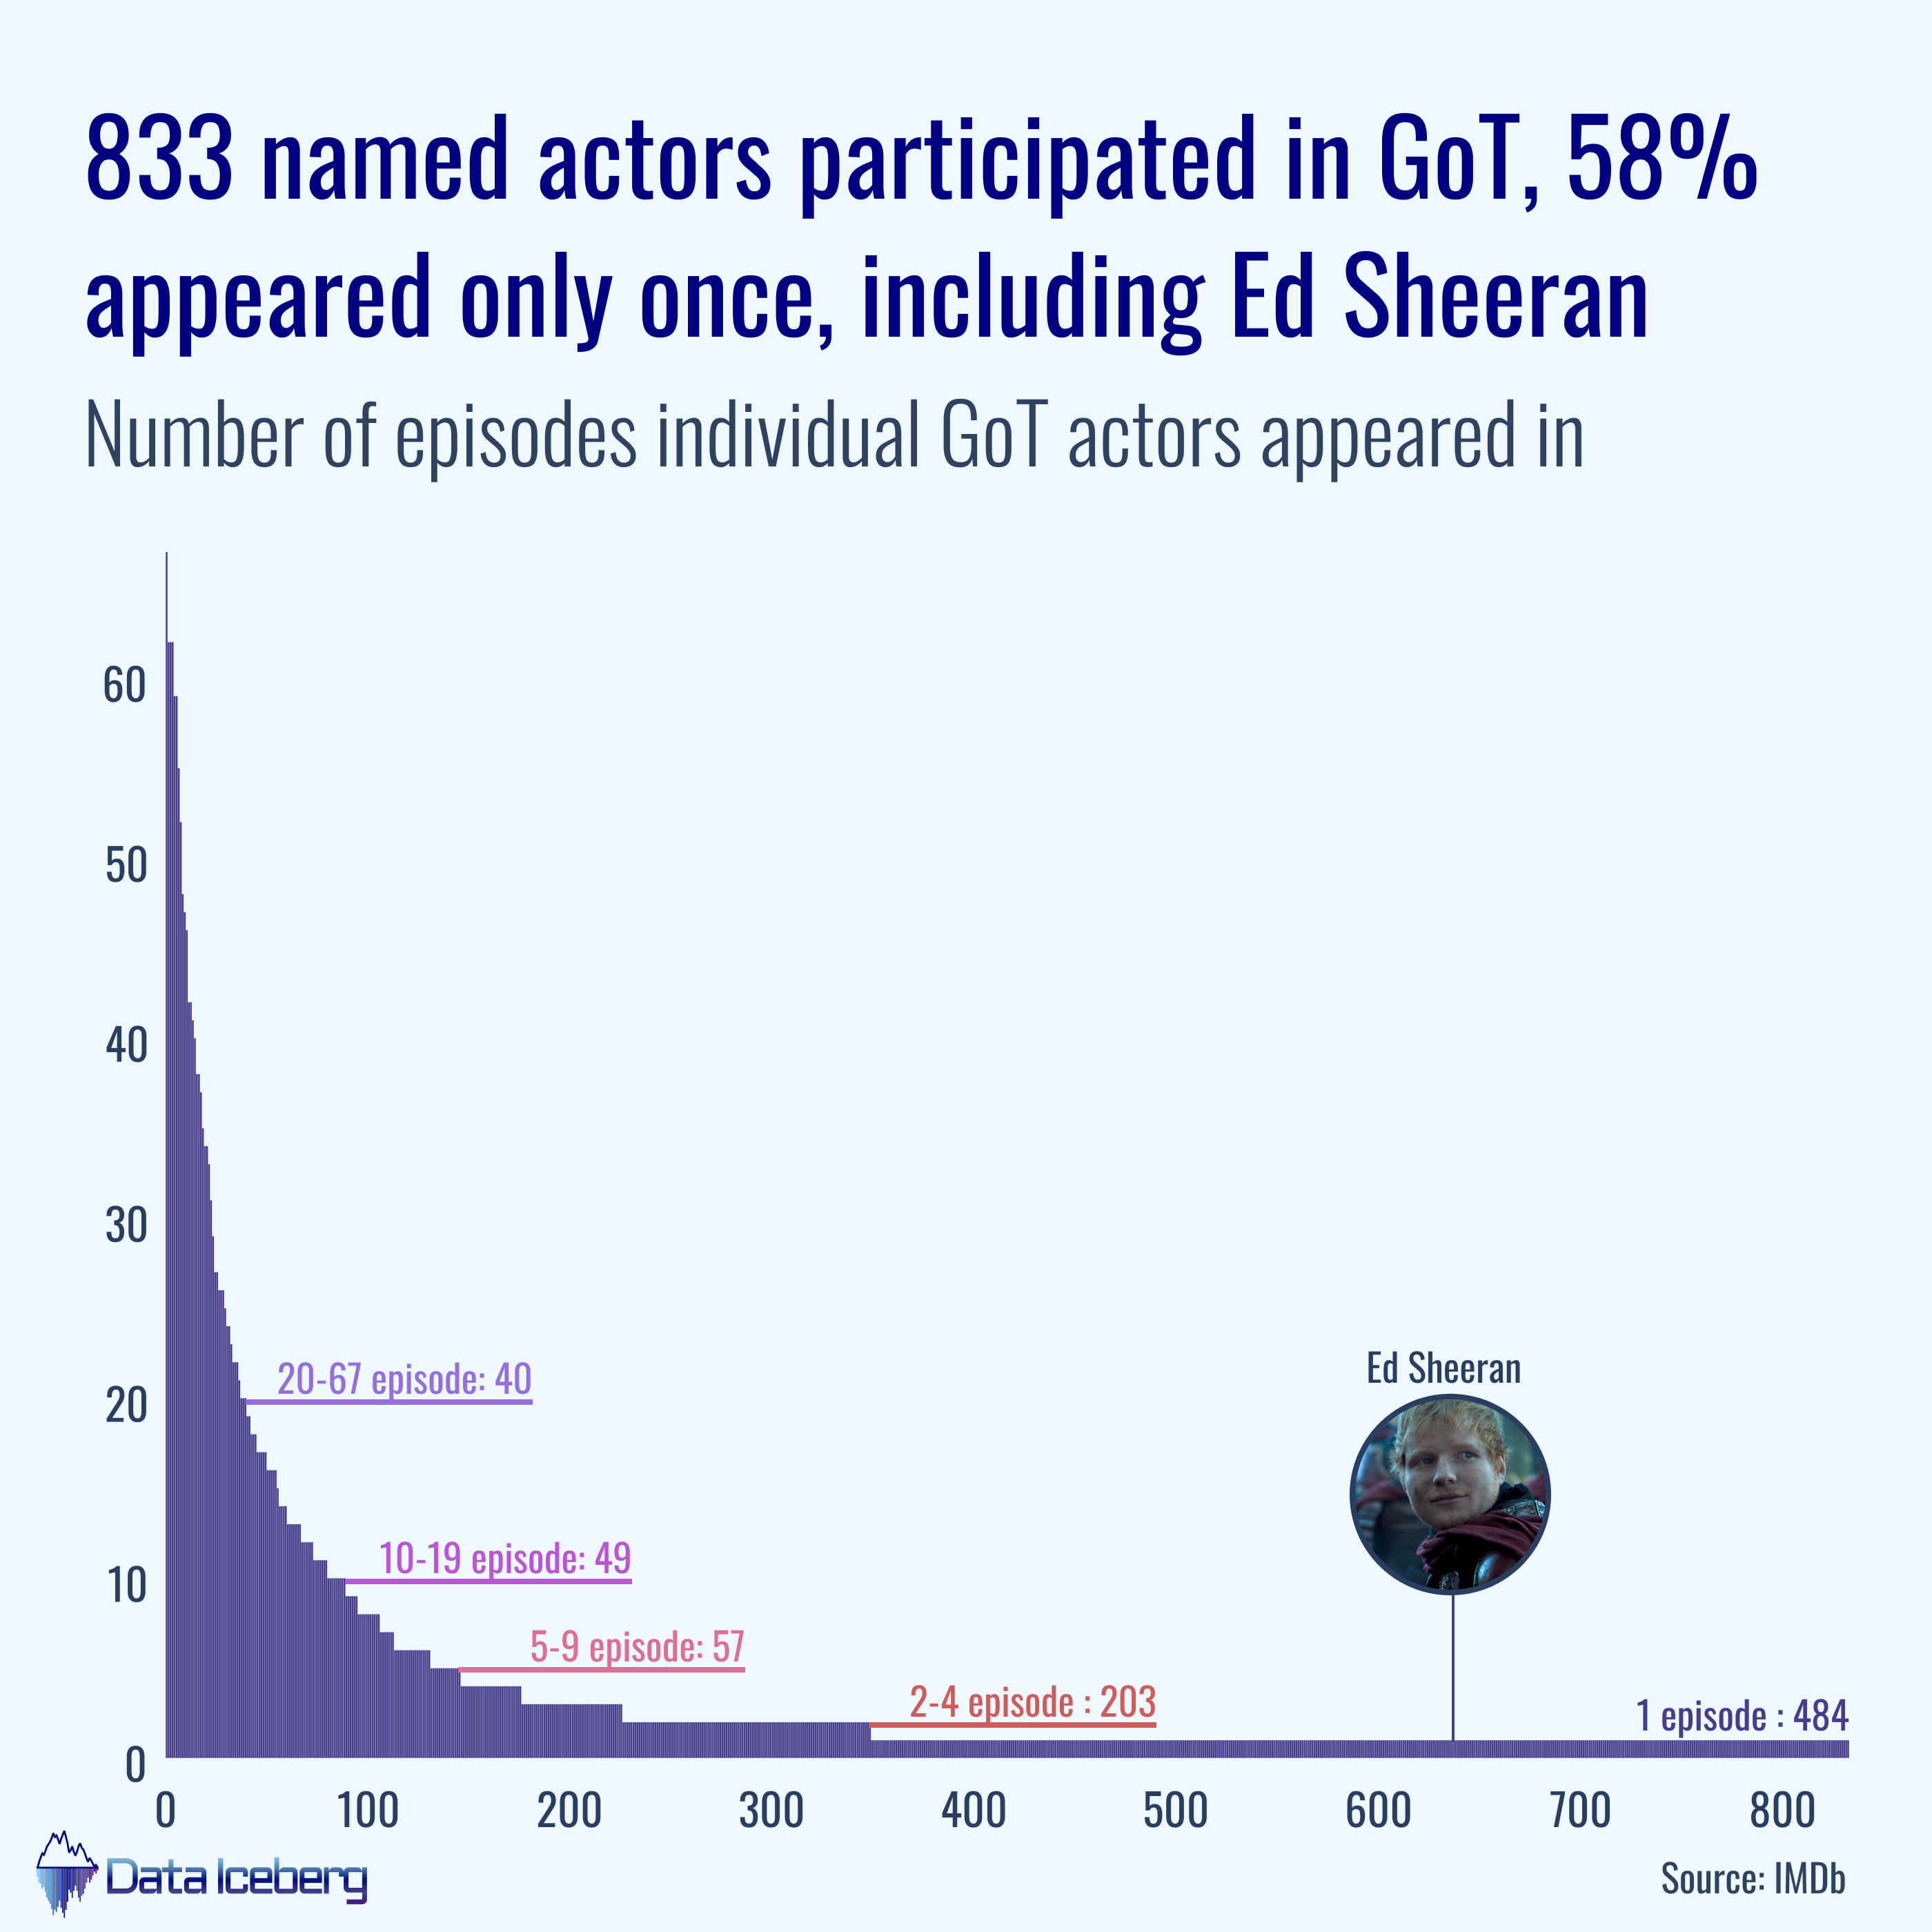 833 named actors participated in GoT, 58%
appeared only once, including Ed Sheeran
Number of episodes individual GoT actors appeared in
60
50
40
30
20
10
0
20-67 episode: 40
10-19 episode: 49
5-9 episode: 57
2-4 episode : 203
Ed Sheeran
1 episode : 484
0 100 200 300 400 500 600 700 800
Data Iceberg
Source: IMDb